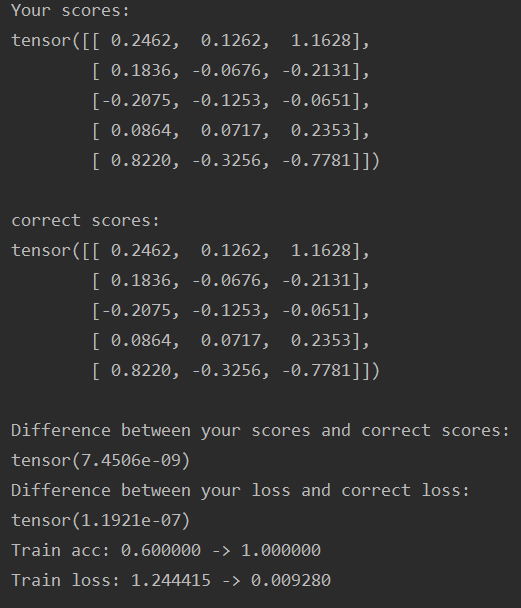 Your scores:
tensor([[ 0.2462,  0.1262,  1.1628],
        [ 0.1836, -0.0676, -0.2131],
        [-0.2075, -0.1253, -0.0651],
        [ 0.0864,  0.0717,  0.2353],
        [ 0.8220, -0.3256, -0.7781]])

correct scores:
tensor([[ 0.2462,  0.1262,  1.1628],
        [ 0.1836, -0.0676, -0.2131],
        [-0.2075, -0.1253, -0.0651],
        [ 0.0864,  0.0717,  0.2353],
        [ 0.8220, -0.3256, -0.7781]])

Difference between your scores and correct scores:
tensor(7.4506e-09)
Difference between your loss and correct loss:
tensor(1.1921e-07)
Train acc: 0.600000 -> 1.000000
Train loss: 1.244415 -> 0.009280